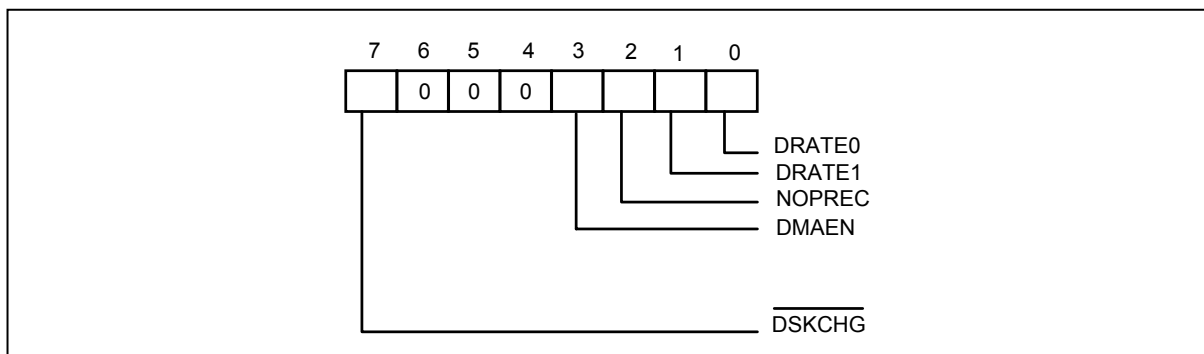 7 6 5 4 3 2 1 0
0 0 0
DRATE0
DRATE1
NOPREC
DMAEN
DSKCHG